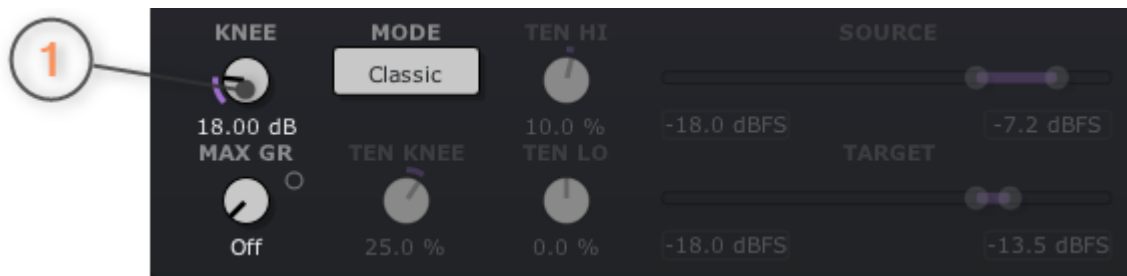 1
KNEE MODE TEN HI SOURCE
Classic
18.00 dB 10.0 % -18.0 dBFS -7.2 dBFS
MAX GR TEN KNEE TEN LO TARGET
Off 25.0 % 0.0 % -18.0 dBFS -13.5 dBFS